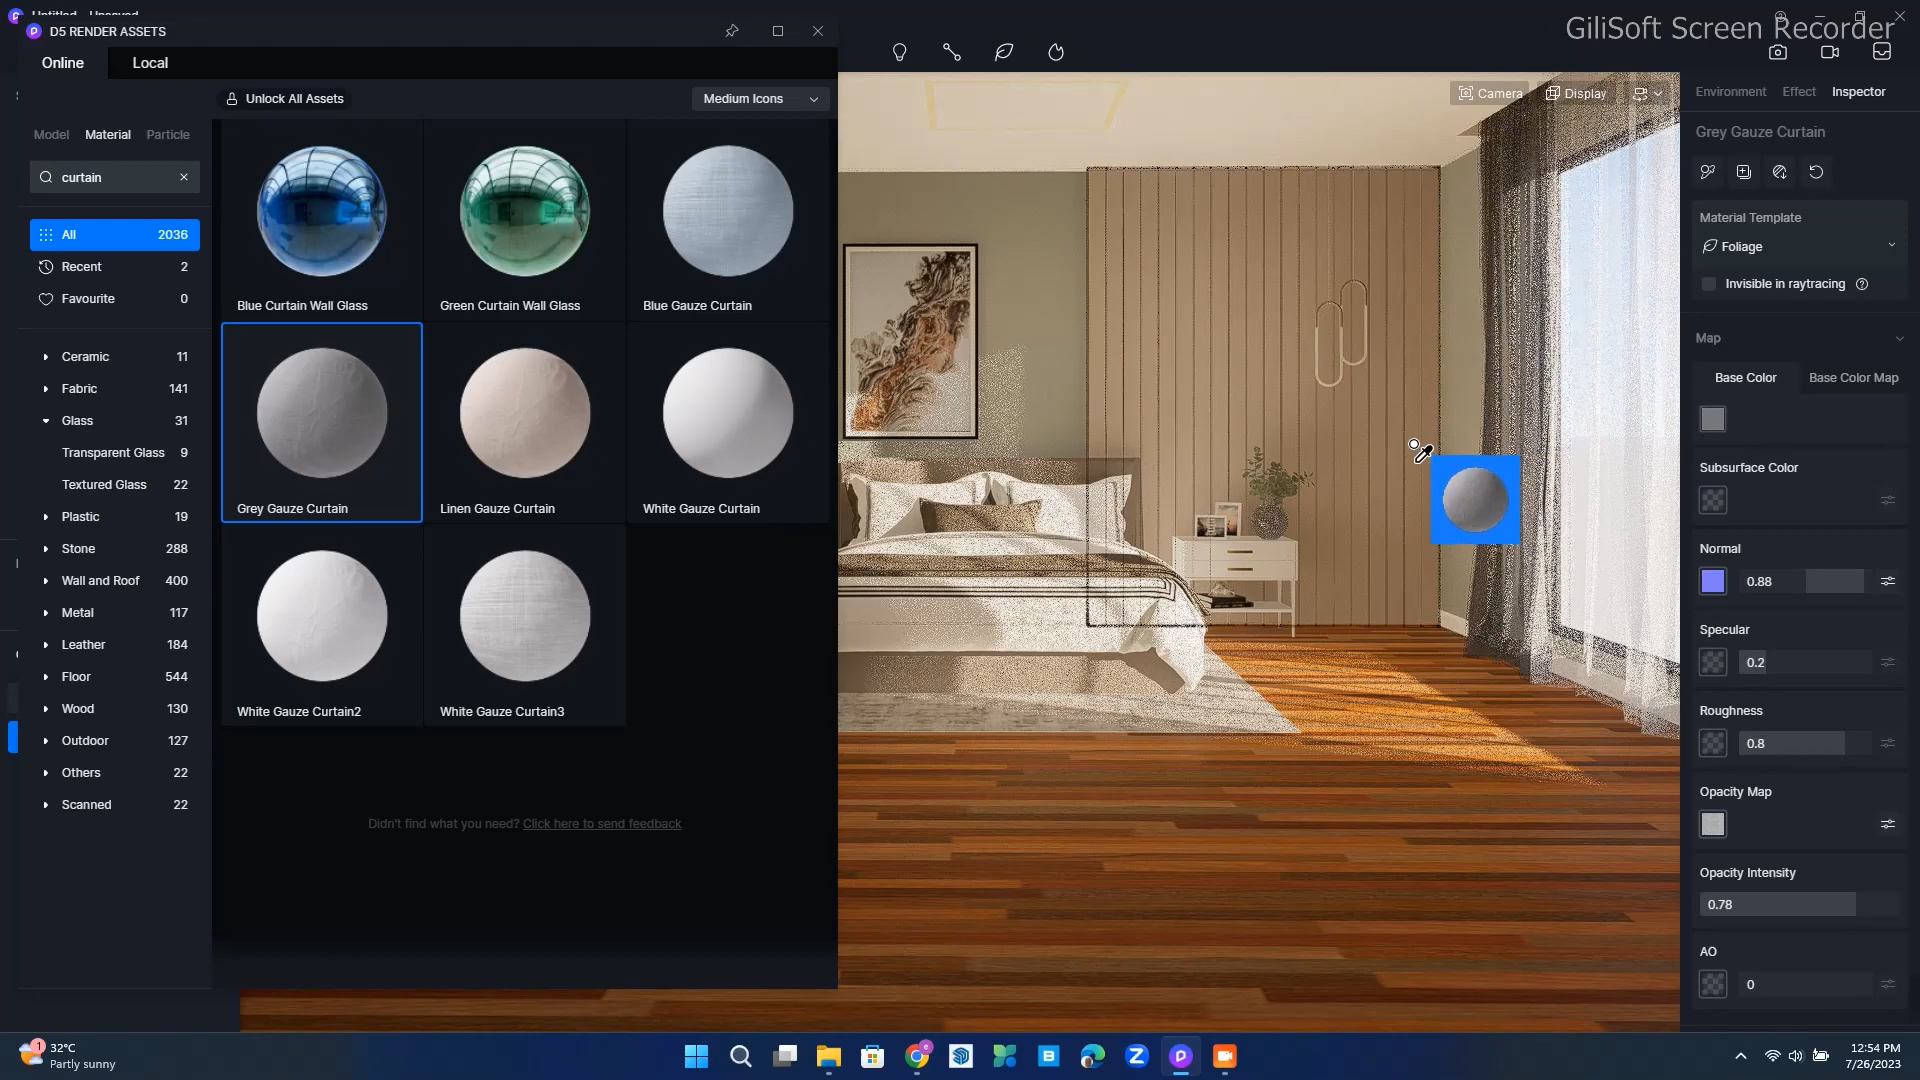 Untitled - Unsaved
D5 RENDER ASSETS
GiliSoft Screen Recorder
Online
Local
Unlock All Assets
Medium Icons
Camera
Display
Environment
Effect
Inspector
Model
Material
Particle
curtain
All 2036
Recent 2
Favourite 0
Ceramic 11
Fabric 141
Glass 31
Transparent Glass 9
Textured Glass 22
Plastic 19
Stone 288
Wall and Roof 400
Metal 117
Leather 184
Floor 544
Wood 130
Outdoor 127
Others 22
Scanned 22
Blue Curtain Wall Glass
Green Curtain Wall Glass
Blue Gauze Curtain
Grey Gauze Curtain
Linen Gauze Curtain
White Gauze Curtain
White Gauze Curtain2
White Gauze Curtain3
Didn't find what you need? Click here to send feedback
Grey Gauze Curtain
Material Template
Foliage
Invisible in raytracing
Map
Base Color
Base Color Map
Subsurface Color
Normal
0.88
Specular
0.2
Roughness
0.8
Opacity Map
Opacity Intensity
0.78
AO
0
1
32°C
Partly sunny
12:54 PM
7/26/2023